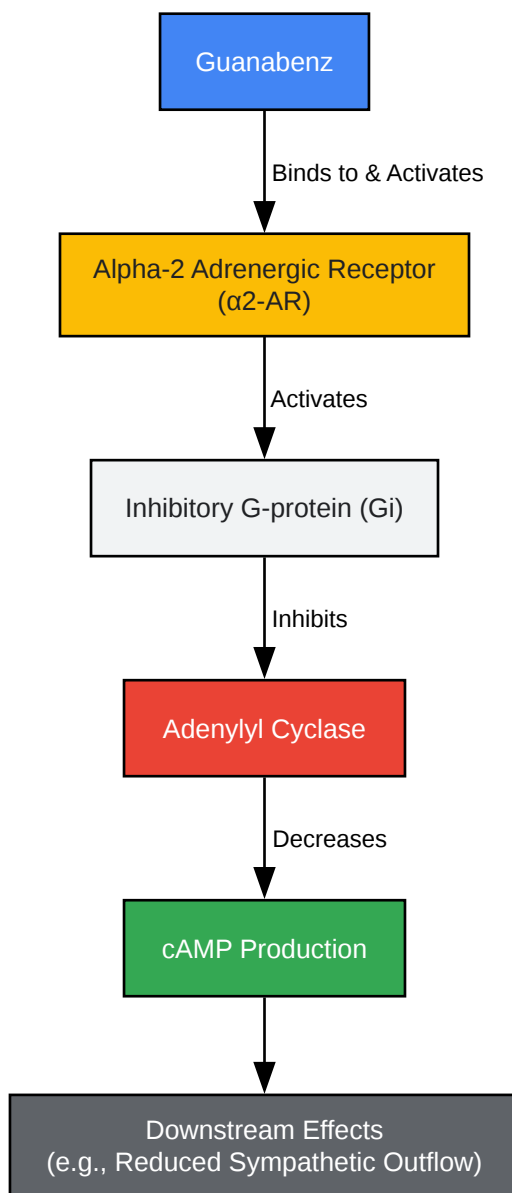 Guanabenz
Binds to & Activates
Alpha-2 Adrenergic Receptor
(α2-AR)
Activates
Inhibitory G-protein (Gi)
Inhibits
Adenylyl Cyclase
Decreases
cAMP Production
Downstream Effects
(e.g., Reduced Sympathetic Outflow)